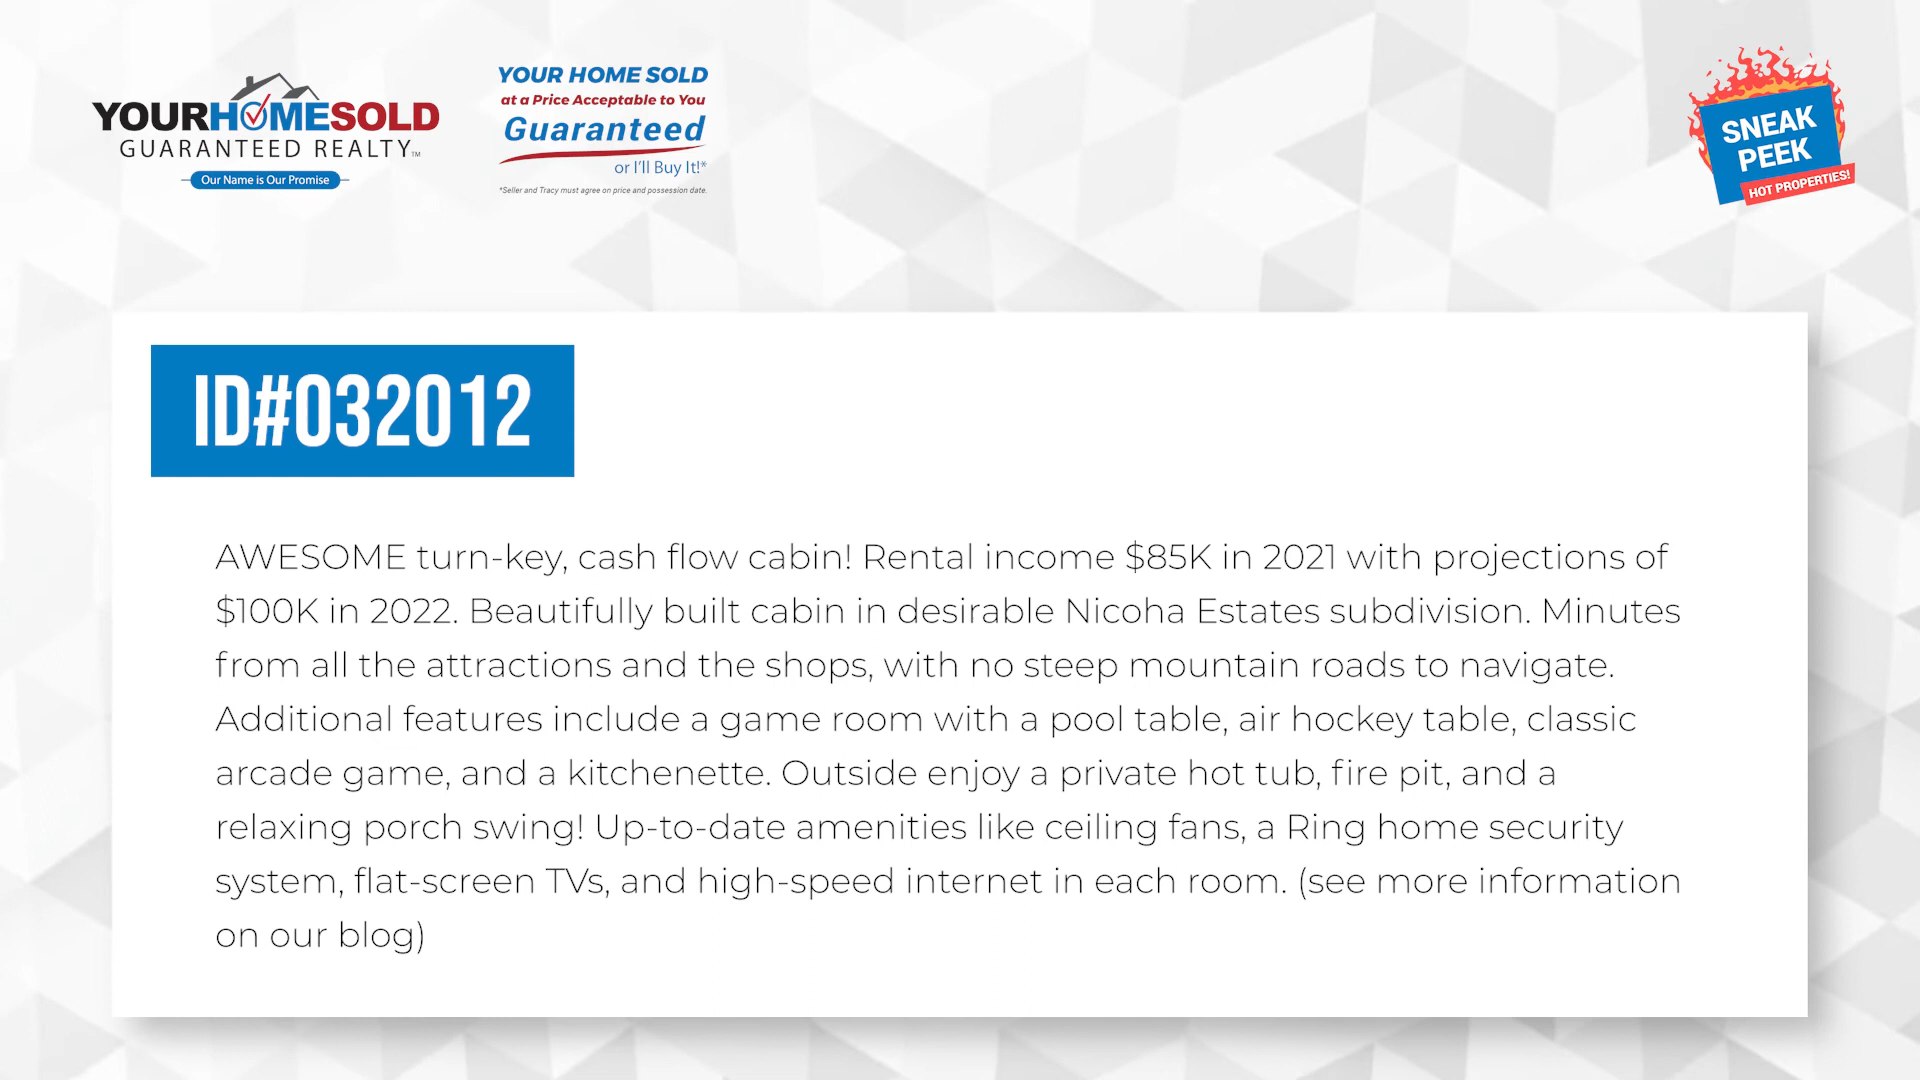 YOURHOMESOLD
GUARANTEED REALTY™
Our Name is Our Promise
YOUR HOME SOLD
at a Price Acceptable to You
Guaranteed
or I'll Buy It!*
*Seller and Tracy must agree on price and possession date.
SNEAK
PEEK
HOT PROPERTIES!
ID#032012
AWESOME turn-key, cash flow cabin! Rental income $85K in 2021 with projections of
$100K in 2022. Beautifully built cabin in desirable Nicoha Estates subdivision. Minutes
from all the attractions and the shops, with no steep mountain roads to navigate.
Additional features include a game room with a pool table, air hockey table, classic
arcade game, and a kitchenette. Outside enjoy a private hot tub, fire pit, and a
relaxing porch swing! Up-to-date amenities like ceiling fans, a Ring home security
system, flat-screen TVs, and high-speed internet in each room. (see more information
on our blog)